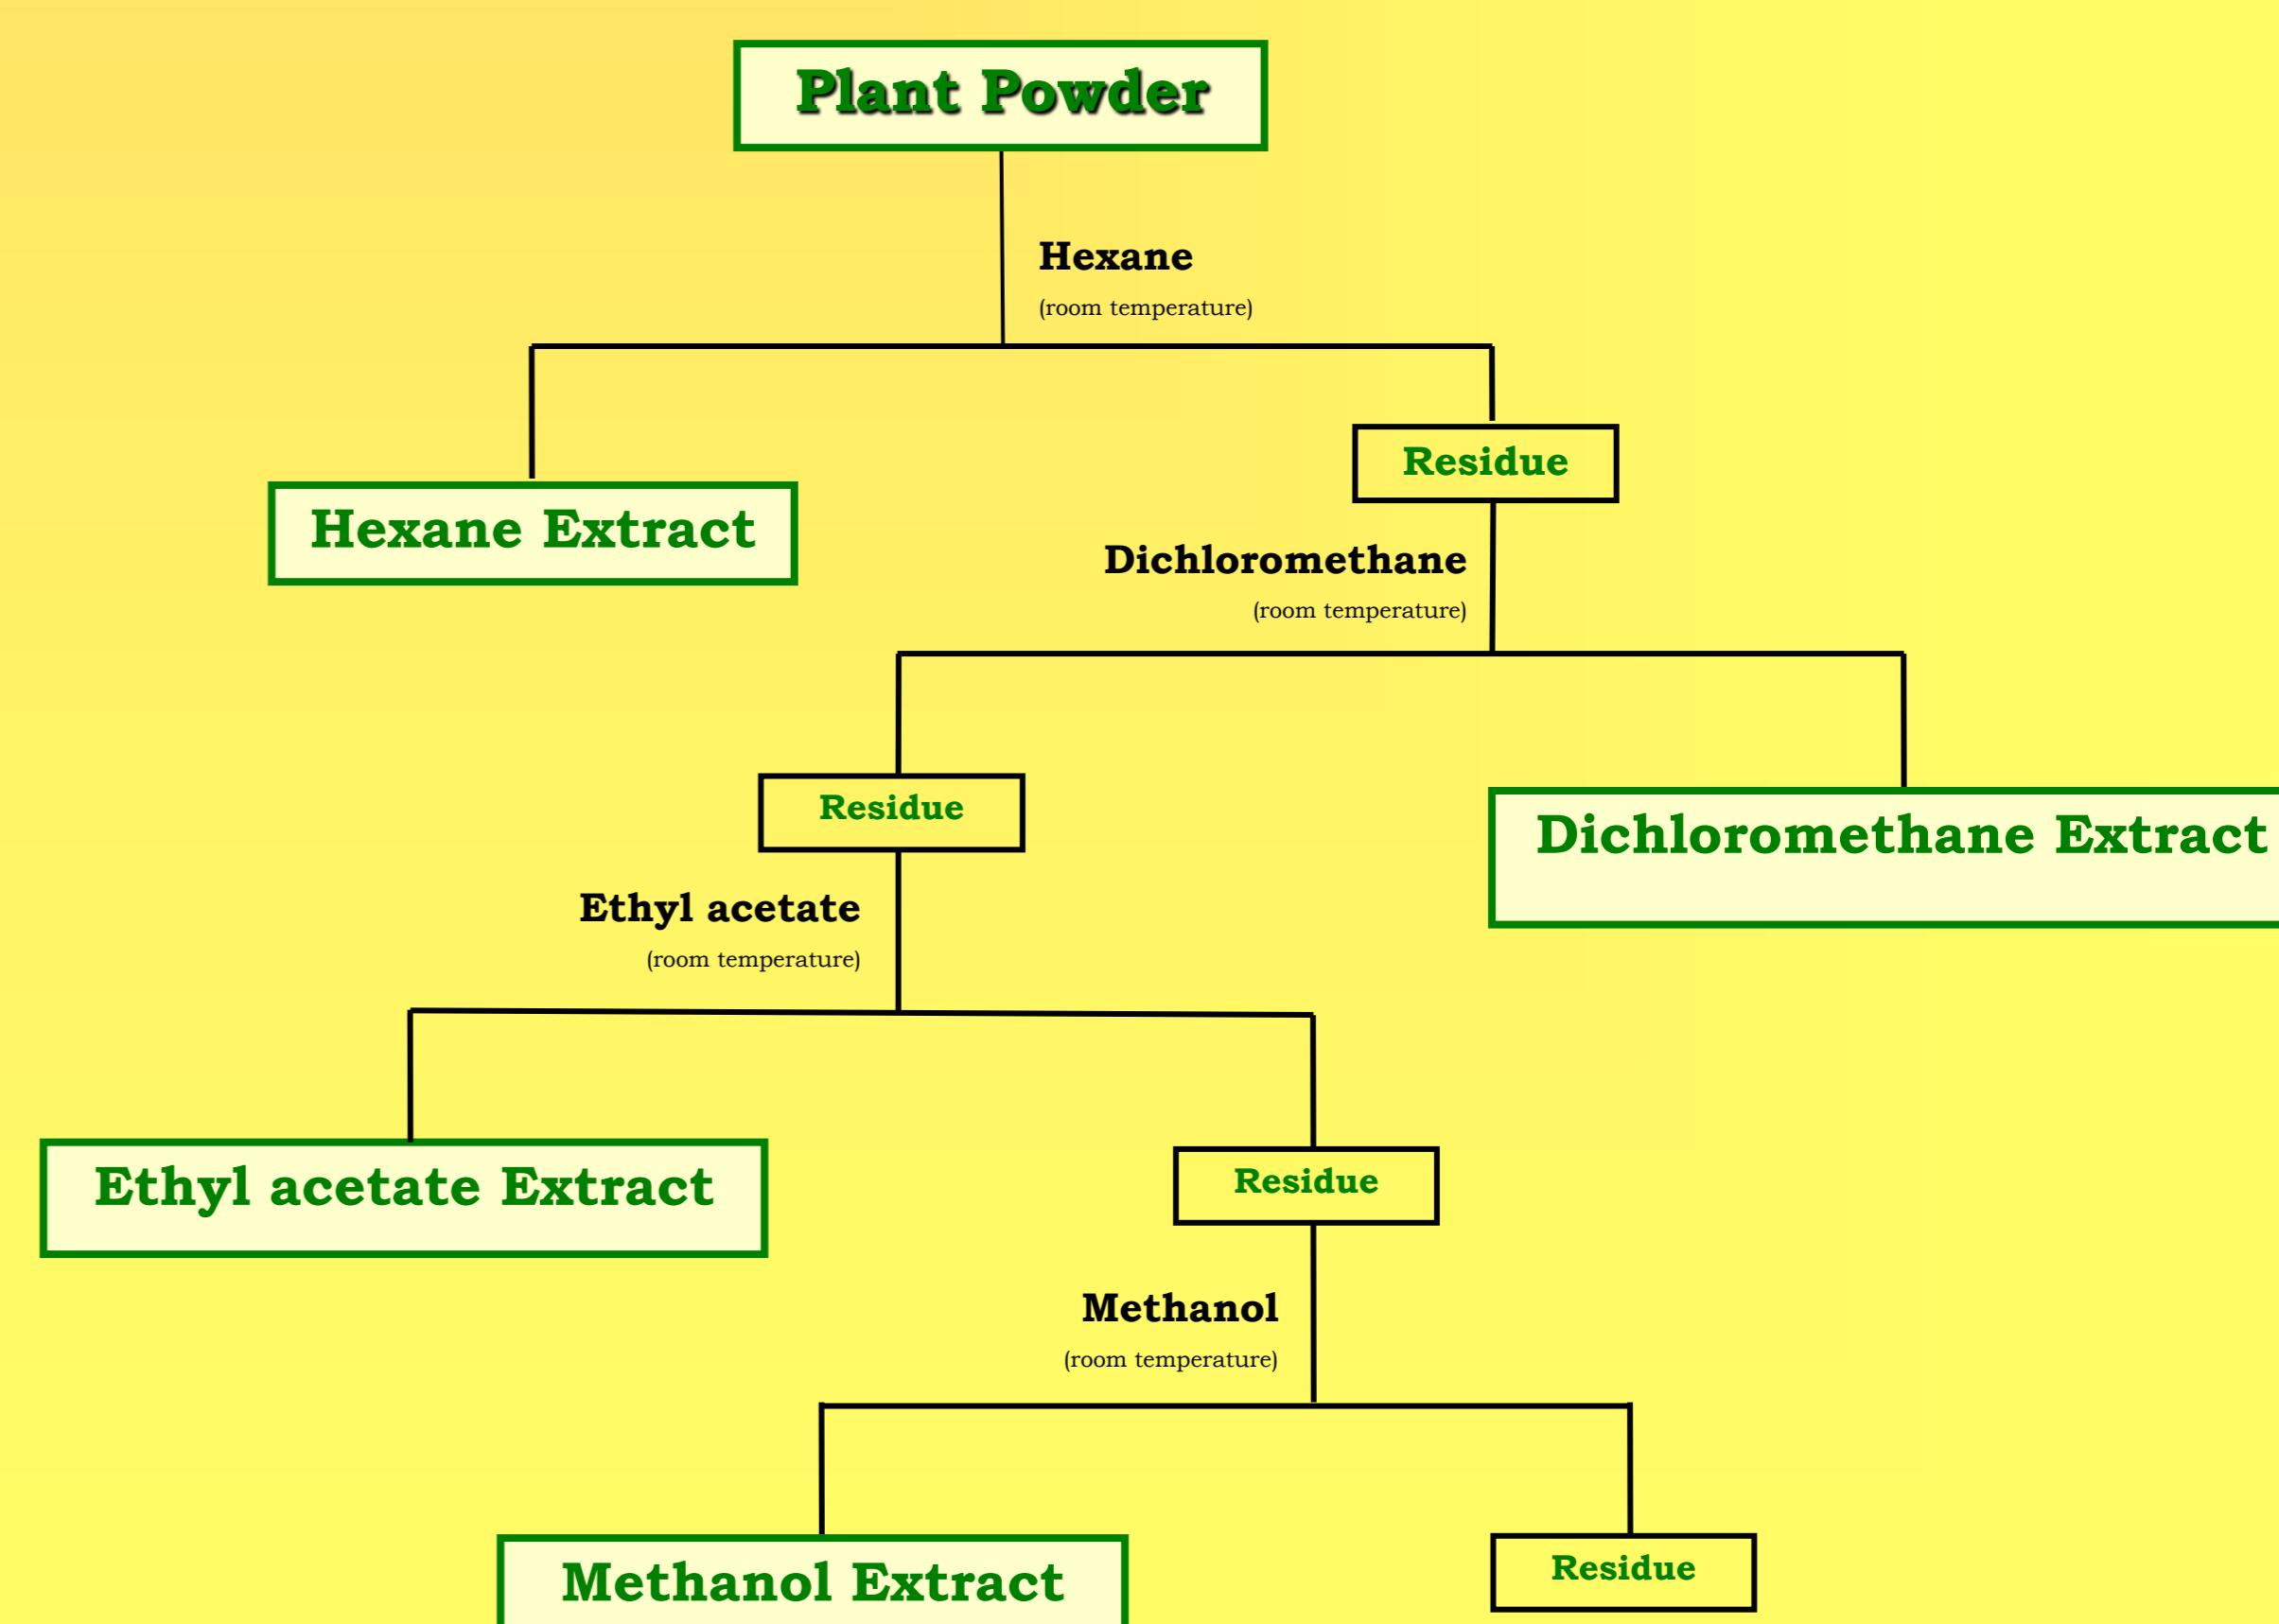 Plant Powder
Hexane
(room temperature)
Residue
Hexane Extract
Dichloromethane
(room temperature)
Residue
Dichloromethane Extract
Ethyl acetate
(room temperature)
Ethyl acetate Extract
Residue
Methanol
(room temperature)
Methanol Extract
Residue